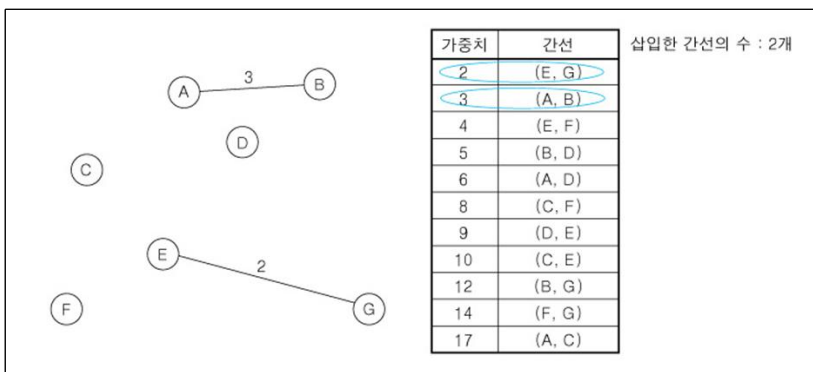 3
A
B
D
C
E
2
F
G
가중치 간선
2 (E, G)
3 (A, B)
4 (E, F)
5 (B, D)
6 (A, D)
8 (C, F)
9 (D, E)
10 (C, E)
12 (B, G)
14 (F, G)
17 (A, C)
삽입한 간선의 수 : 2개